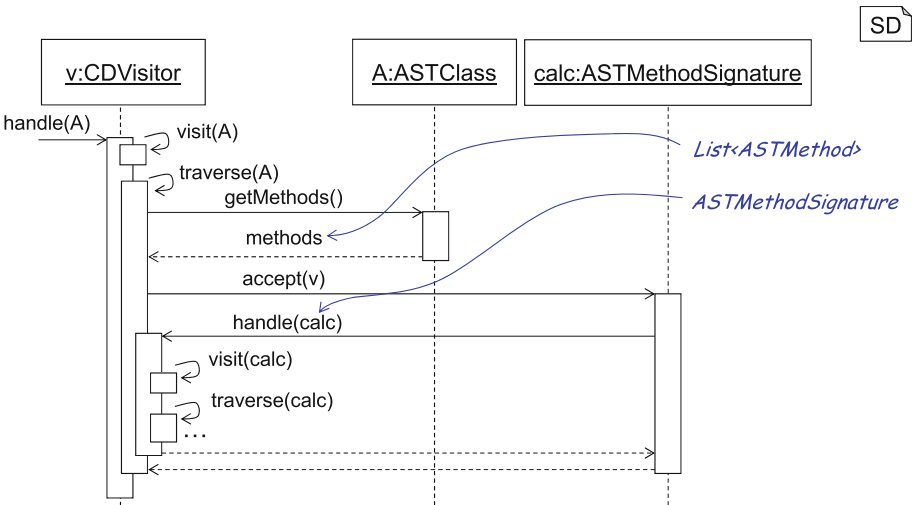 SD
v:CDVisitor
A:ASTClass
calc:ASTMethodSignature
handle(A)
visit(A)
List<ASTMethod>
traverse(A)
getMethods()
ASTMethodSignature
methods
accept(v)
handle(calc)
visit(calc)
traverse(calc)
...